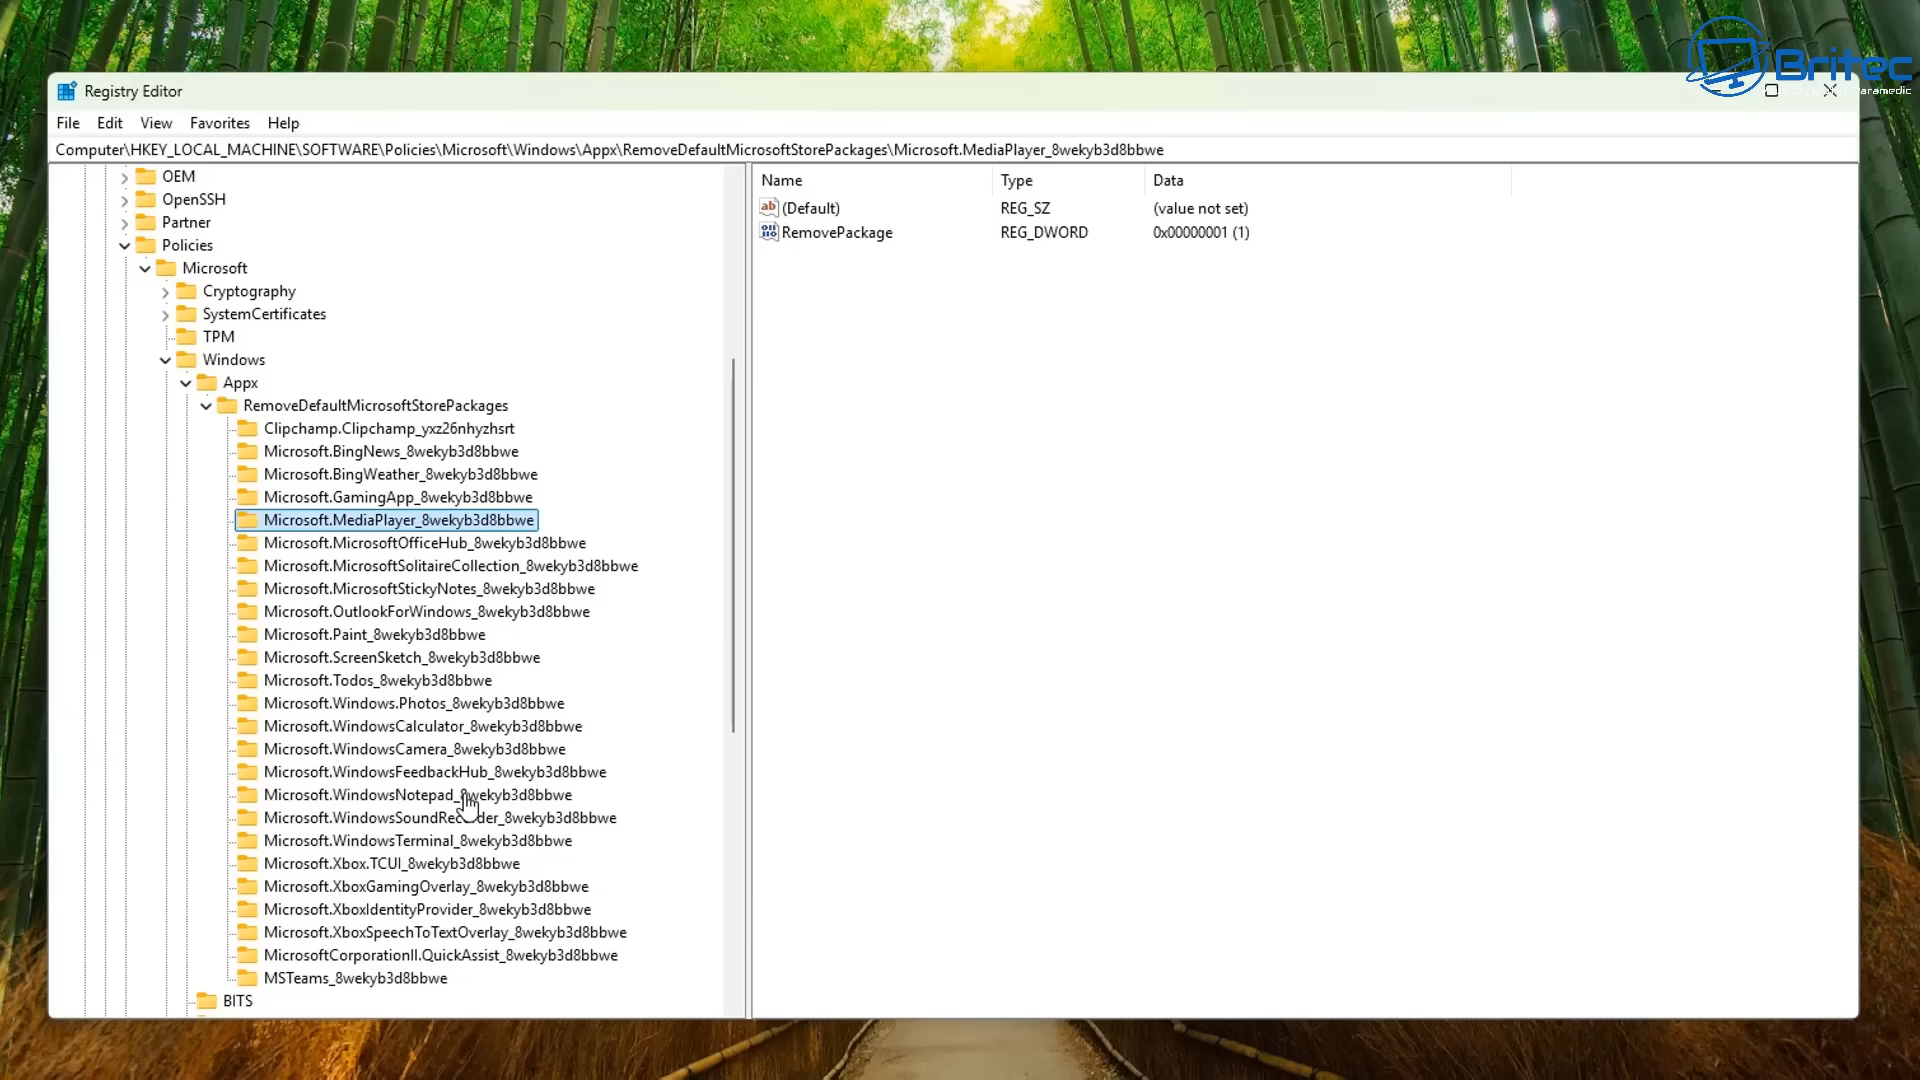 Britec
Registry Editor
File Edit View Favorites Help
Computer\HKEY_LOCAL_MACHINE\SOFTWARE\Policies\Microsoft\Windows\Appx\RemoveDefaultMicrosoftStorePackages\Microsoft.MediaPlayer_8wekyb3d8bbwe
OEM
OpenSSH
Partner
Policies
Microsoft
Cryptography
SystemCertificates
TPM
Windows
Appx
RemoveDefaultMicrosoftStorePackages
Clipchamp.Clipchamp_yxz26nhyzhsrt
Microsoft.BingNews_8wekyb3d8bbwe
Microsoft.BingWeather_8wekyb3d8bbwe
Microsoft.GamingApp_8wekyb3d8bbwe
Microsoft.MediaPlayer_8wekyb3d8bbwe
Microsoft.MicrosoftOfficeHub_8wekyb3d8bbwe
Microsoft.MicrosoftSolitaireCollection_8wekyb3d8bbwe
Microsoft.MicrosoftStickyNotes_8wekyb3d8bbwe
Microsoft.OutlookForWindows_8wekyb3d8bbwe
Microsoft.Paint_8wekyb3d8bbwe
Microsoft.ScreenSketch_8wekyb3d8bbwe
Microsoft.Todos_8wekyb3d8bbwe
Microsoft.Windows.Photos_8wekyb3d8bbwe
Microsoft.WindowsCalculator_8wekyb3d8bbwe
Microsoft.WindowsCamera_8wekyb3d8bbwe
Microsoft.WindowsFeedbackHub_8wekyb3d8bbwe
Microsoft.WindowsNotepad_8wekyb3d8bbwe
Microsoft.WindowsSoundRecorder_8wekyb3d8bbwe
Microsoft.WindowsTerminal_8wekyb3d8bbwe
Microsoft.Xbox.TCUI_8wekyb3d8bbwe
Microsoft.XboxGamingOverlay_8wekyb3d8bbwe
Microsoft.XboxIdentityProvider_8wekyb3d8bbwe
Microsoft.XboxSpeechToTextOverlay_8wekyb3d8bbwe
MicrosoftCorporationII.QuickAssist_8wekyb3d8bbwe
MSTeams_8wekyb3d8bbwe
BITS
Name Type Data
(Default) REG_SZ (value not set)
RemovePackage REG_DWORD 0x00000001 (1)